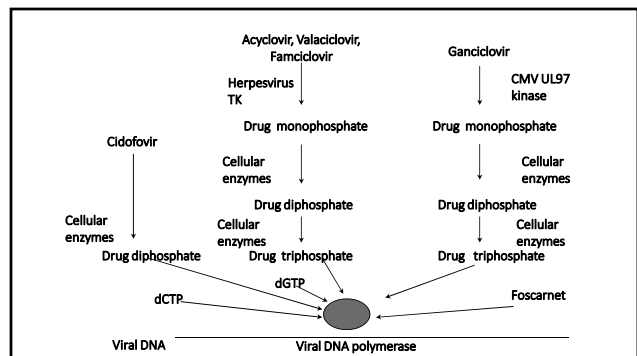 Acyclovir, Valaciclovir,
Famciclovir
Ganciclovir
Herpesvirus
TK
CMV UL97
kinase
Drug monophosphate
Drug monophosphate
Cidofovir
Cellular
enzymes
Cellular
enzymes
Drug diphosphate
Drug diphosphate
Cellular
enzymes
Cellular
enzymes
Cellular
enzymes
Drug diphosphate
Drug triphosphate
Drug triphosphate
dGTP
dCTP
Foscarnet
Viral DNA
Viral DNA polymerase